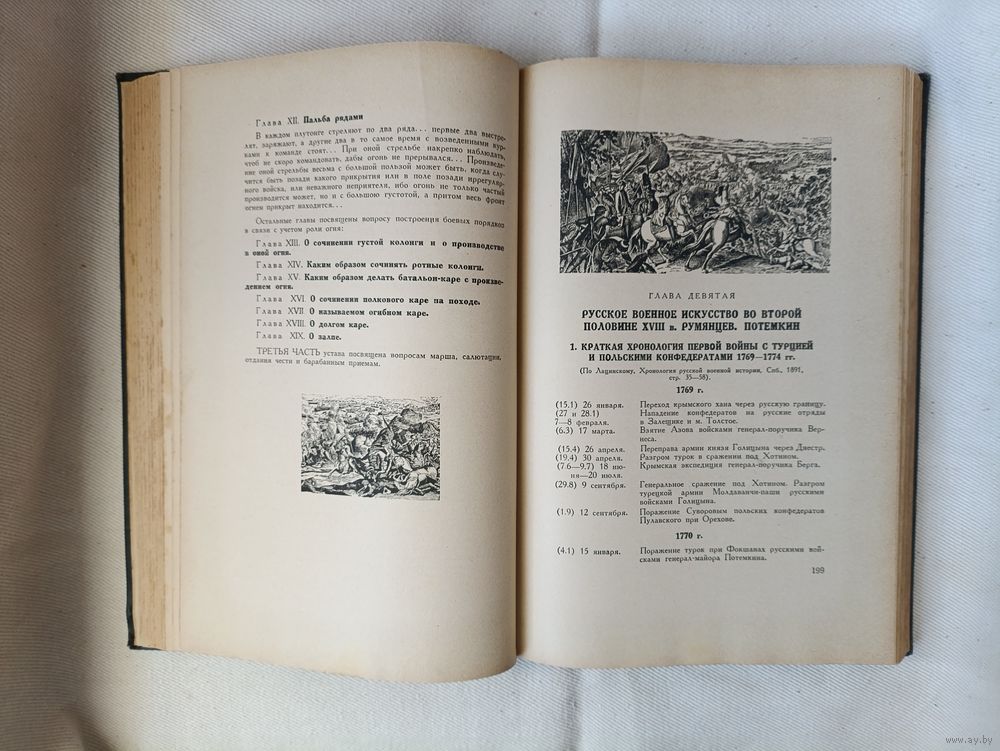 Глава XII. Пальба рядами
В каждом плутонге стреляют по два ряда... первые два выстре-
лят, заряжают, а другие два в то самое время с возведенными кур-
ками к команде стоят... При оной стрельбе накрепко наблюдать,
чтоб не скоро командовать, дабы огонь не прерывался... Произведе-
ние оной стрельбы весьма с большой пользой может быть, когда слу-
чится быть позади какого прикрытия или в поле позади иррегуляр-
ного войска, или неважного неприятеля, ибо огонь не только частый
производится может, но и с большою густотой, а притом весь фронт
огнем прикрыт находится...
Остальные главы посвящены вопросу построения боевых порядков
в связи с учетом роли огня:
Глава XIII. О сочинении густой колонги и о производстве
в оной огня.
Глава XIV. Каким образом сочинять ротные колонги.
Глава XV. Каким образом делать батальон-каре с произве-
дением огня.
Глава XVI. О сочинении полкового каре на походе.
Глава XVII. О называемом огибном каре.
Глава XVIII. О долгом каре.
Глава XIX. О залпе.
ТРЕТЬЯ ЧАСТЬ устава посвящена вопросам марша, салютации,
отдания чести и барабанным приемам.
ГЛАВА ДЕВЯТАЯ
РУССКОЕ ВОЕННОЕ ИСКУССТВО ВО ВТОРОЙ
ПОЛОВИНЕ XVIII в. РУМЯНЦЕВ. ПОТЕМКИН
1. КРАТКАЯ ХРОНОЛОГИЯ ПЕРВОЙ ВОЙНЫ С ТУРЦИЕЙ
И ПОЛЬСКИМИ КОНФЕДЕРАТАМИ 1769—1774 гг.
(По Лацинскому, Хронология русской военной истории, Спб., 1891,
стр. 35—58).
1769 г.
(15.1) 26 января. Переход крымского хана через русскую границу.
(27 и 28.1) Нападение конфедератов на русские отряды
7—8 февраля. в Залещике и м. Толстое.
(6.3) 17 марта. Взятие Азова войсками генерал-поручика Вер-
неса.
(15.4) 26 апреля. Переправа армии князя Голицына через Днестр.
(19.4) 30 апреля. Разгром турок в сражении под Хотином.
(7.6—9.7) 18 ию- Крымская экспедиция генерал-поручика Берга.
ня—20 июля.
(29.8) 9 сентября. Генеральное сражение под Хотином. Разгром
турецкой армии Молдаванчи-паши русскими
войсками Голицына.
(1.9) 12 сентября. Поражение Суворовым польских конфедератов
Пулавского при Орехове.
1770 г.
(4.1) 15 января. Поражение турок при Фокшанах русскими вой-
сками генерал-майора Потемкина.
199
www.ay.by